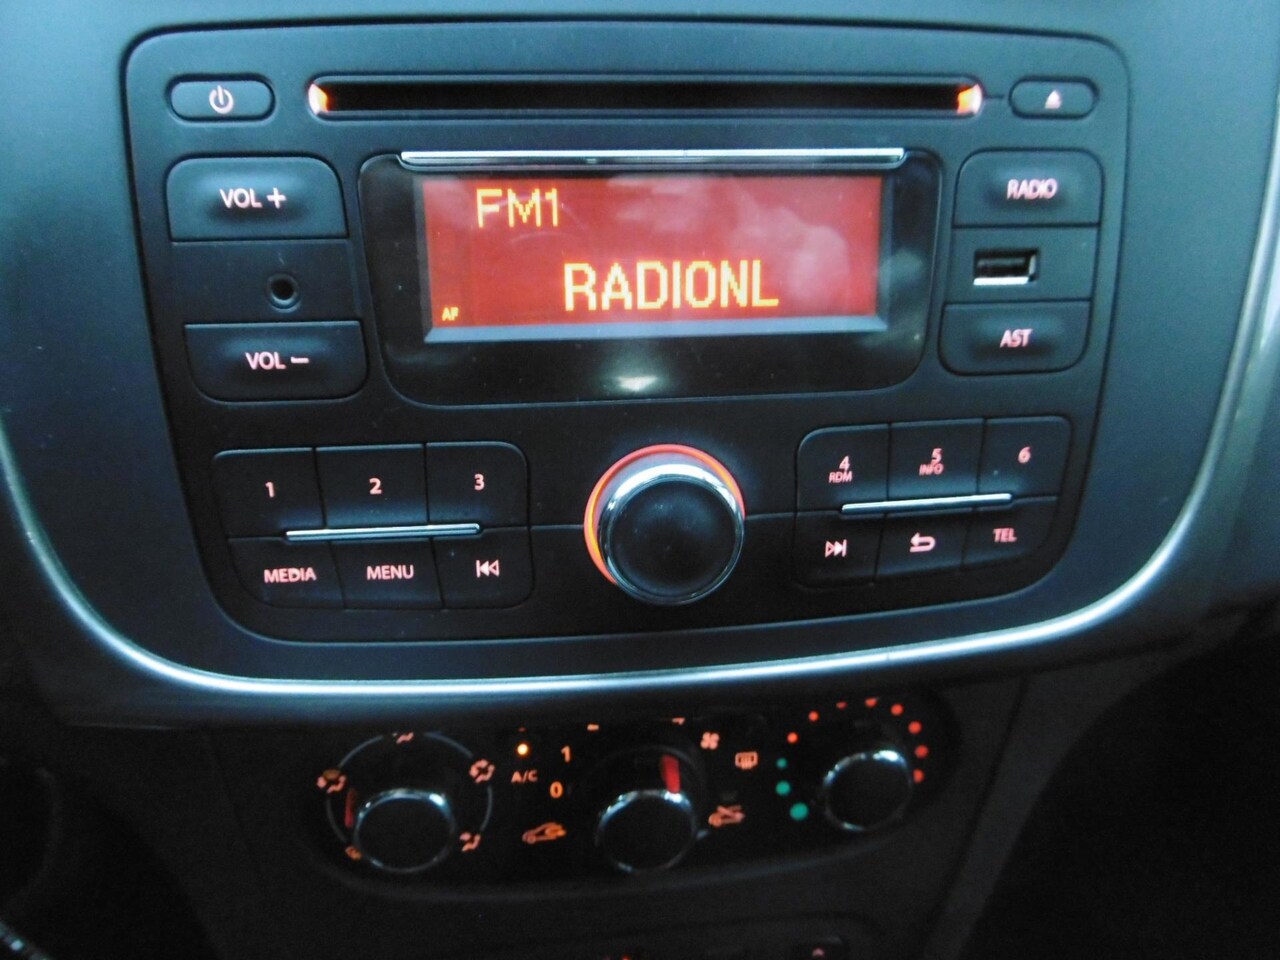 VOL +
FM1
RADIO
RADIONL
AF
VOL -
AST
1
2
3
4
RDM
5
INFO
6
MEDIA
MENU
TEL
1
A/C
0